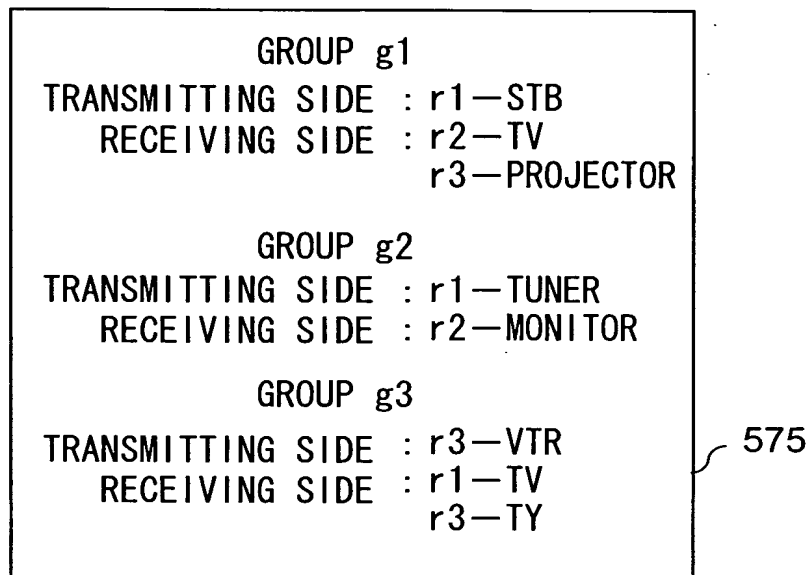 GROUP g1
TRANSMITTING SIDE : r1—STB
RECEIVING SIDE : r2—TV
r3—PROJECTOR
GROUP g2
TRANSMITTING SIDE : r1—TUNER
RECEIVING SIDE : r2—MONITOR
GROUP g3
TRANSMITTING SIDE : r3—VTR
RECEIVING SIDE : r1—TV
r3—TY
575